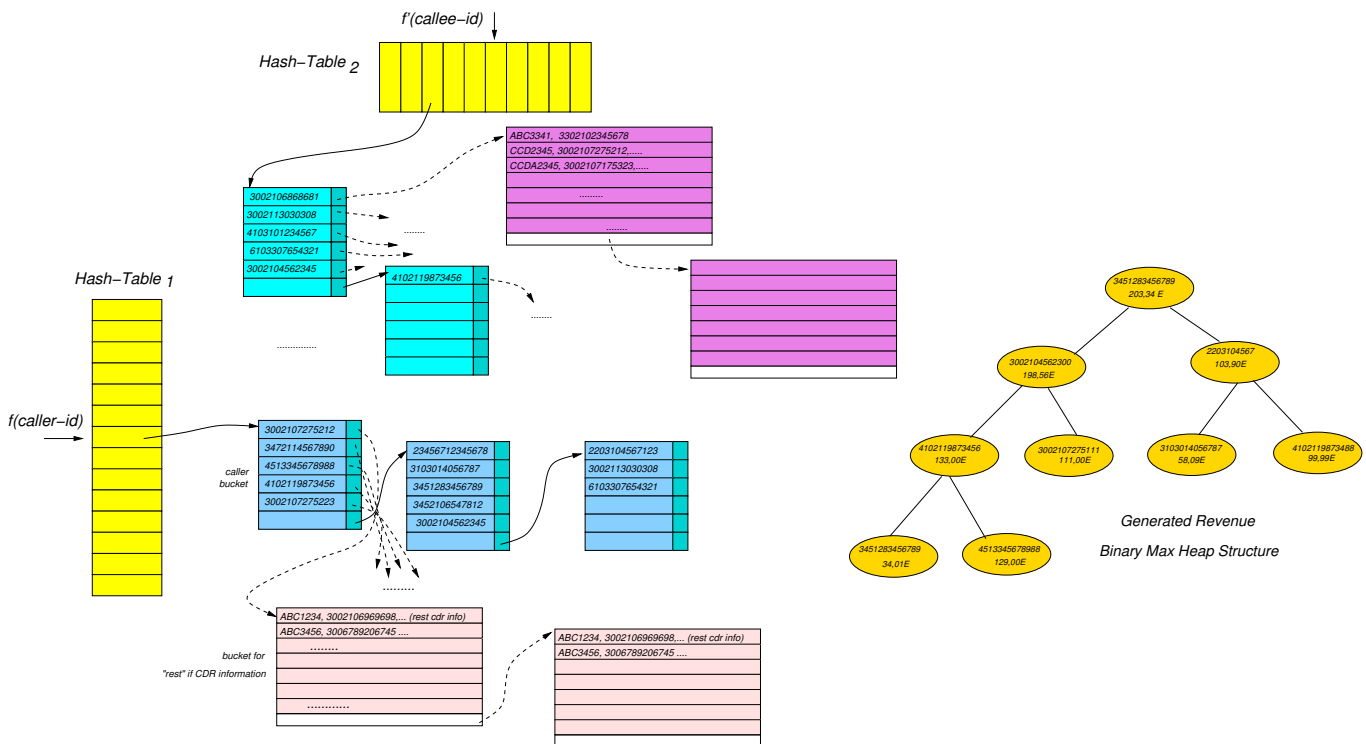 f'(callee-id)
Hash-Table 2
ABC3341, 3302102345678
CCD2345, 3002107275212,.....
CCDA2345, 3002107175323,.....
.........
........
3002106868681
3002113030308
4103101234567
6103307654321
3002104562345
........
4102119873456
........
...............
Hash-Table 1
f(caller-id)
caller
bucket
3002107275212
3472114567890
4513345678988
4102119873456
3002107275223
23456712345678
3103014056787
3451283456789
3452106547812
3002104562345
2203104567123
3002113030308
6103307654321
.........
bucket for
"rest" if CDR information
ABC1234, 3002106969698,... (rest cdr info)
ABC3456, 3006789206745 ....
........
............
ABC1234, 3002106969698,... (rest cdr info)
ABC3456, 3006789206745 ....
3451283456789
203,34 E
3002104562300
198,56E
2203104567
103,90E
4102119873456
133,00E
3002107275111
111,00E
3103014056787
58,09E
4102119873488
99,99E
3451283456789
34,01E
4513345678988
129,00E
Generated Revenue
Binary Max Heap Structure